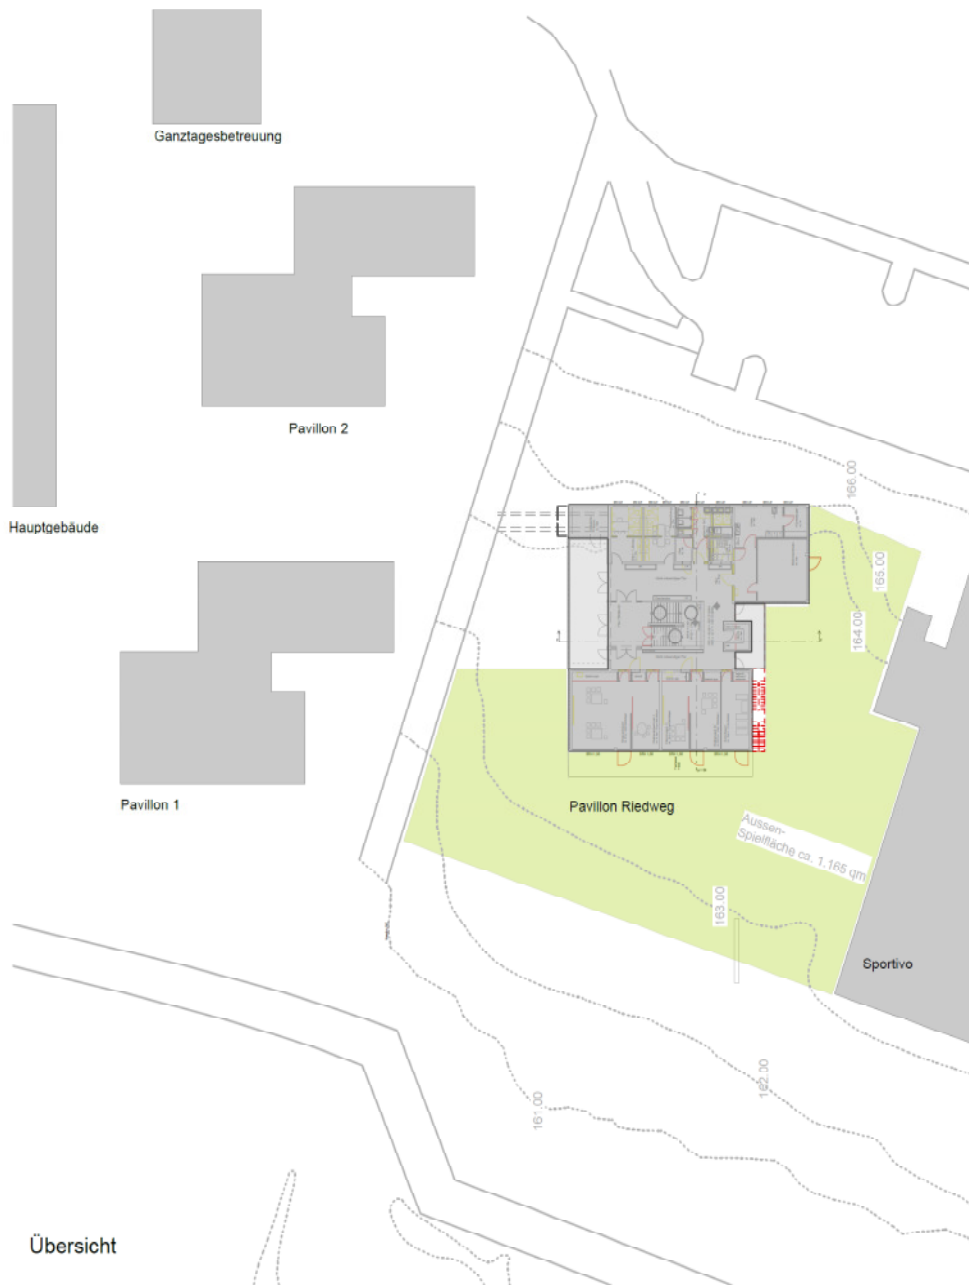 Ganztagesbetreuung
Pavillon 2
166.00
Hauptgebäude
165.00
164.00
Pavillon 1
Pavillon Riedweg
Aussen-
Spielfläche ca. 1.165 qm
163.00
Sportivo
162.00
161.00
Übersicht